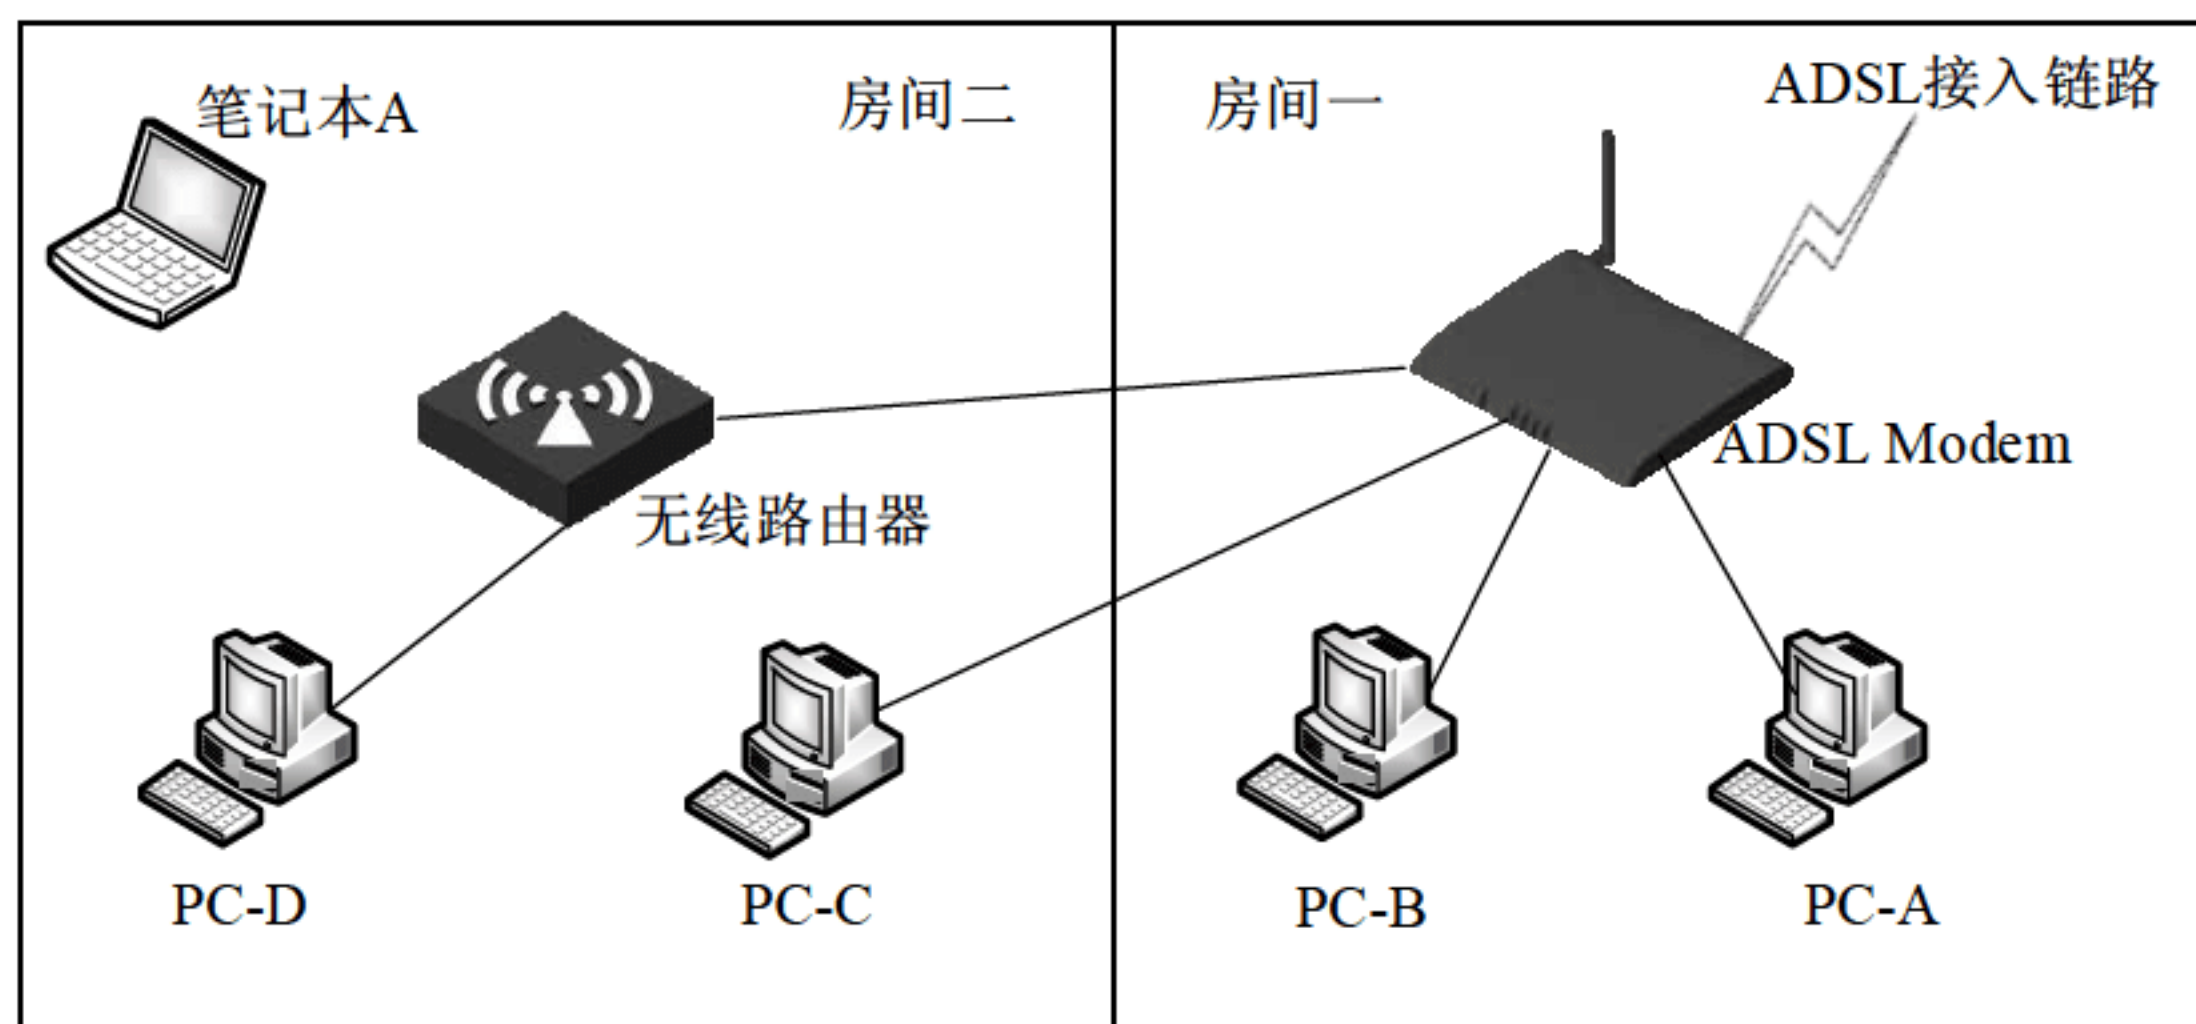 笔记本A
房间二
房间一
ADSL接入链路
ADSL Modem
无线路由器
PC-D
PC-C
PC-B
PC-A